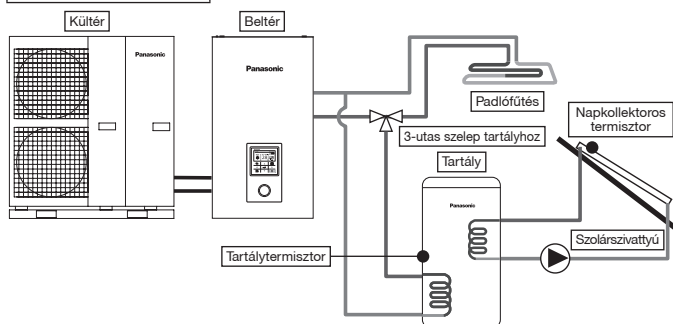 Kültér
Beltér
Panasonic
Panasonic
Padlófűtés
Napkollektoros
termisztor
3-utas szelep tartályhoz
Tartály
Panasonic
Szolárszivattyú
Tartálytermisztor